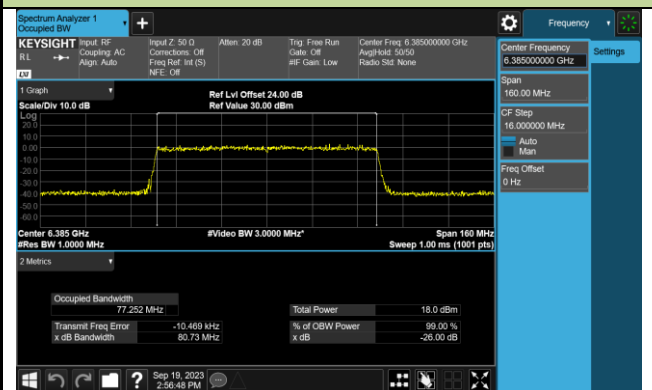 Spectrum Analyzer 1
Occupied BW
Frequency
KEYSIGHT
RL
LXI
Input: RF
Coupling: AC
Align: Auto
Input Z: 50 Ω
Corrections: Off
Freq Ref: Int (S)
NFE: Off
Atten: 20 dB
Trig: Free Run
Gate: Off
#IF Gain: Low
Center Freq: 6.385000000 GHz
Avg|Hold: 50/50
Radio Std: None
Center Frequency
6.385000000 GHz
Settings
Span
160.00 MHz
CF Step
16.000000 MHz
Auto
Man
Freq Offset
0 Hz
1 Graph
Scale/Div 10.0 dB
Ref Lvl Offset 24.00 dB
Ref Value 30.00 dBm
Log
20.0
10.0
0.00
-10.0
-20.0
-30.0
-40.0
-50.0
-60.0
Center 6.385 GHz
#Video BW 3.0000 MHz*
Span 160 MHz
#Res BW 1.0000 MHz
Sweep 1.00 ms (1001 pts)
2 Metrics
Occupied Bandwidth
77.252 MHz
Total Power
18.0 dBm
Transmit Freq Error
-10.469 kHz
% of OBW Power
99.00 %
x dB Bandwidth
80.73 MHz
x dB
-26.00 dB
Sep 19, 2023
2:56:48 PM